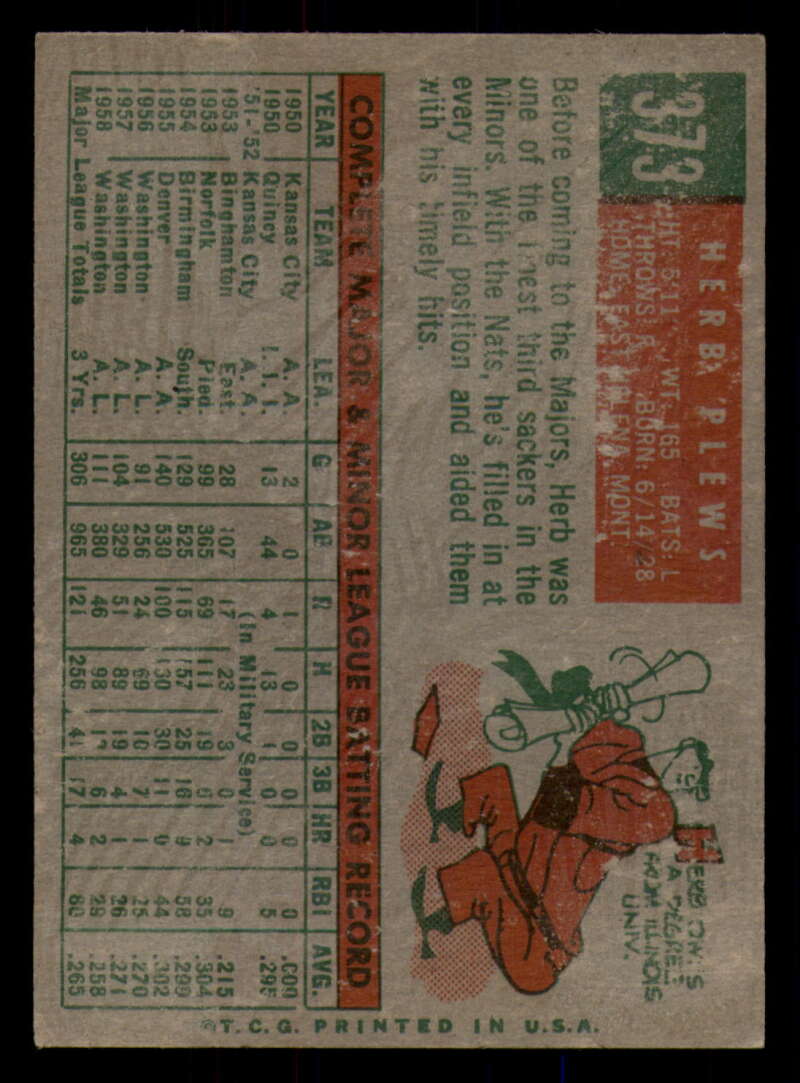 373
HERB PLEWS
HT: 5'11" WT: 165 BATS: L
THROWS: R BORN: 6/14/28
HOME: EAST HELENA, MONT.
Before coming to the Majors, Herb was
one of the finest third sackers in the
Minors. With the Nats, he's filled in at
every infield position and aided them
with his timely hits.
HERB OWNS
A DEGREE
FROM ILLINOIS
UNIV.
COMPLETE MAJOR & MINOR LEAGUE BATTING RECORD
YEAR TEAM LEA. G AB R H 2B 3B HR RBI AVG.
1950 Kansas City A. A. 2 0 1 0 0 0 0 0 .000
1950 Quincy I. I. I. 13 44 4 13 1 0 0 5 .295
'51-'52 Kansas City A. A. (In Military Service)
1953 Binghamton East. 28 107 17 23 3 0 1 9 .215
1953 Norfolk Pied. 99 365 69 111 19 6 2 35 .304
1954 Birmingham South. 129 525 115 157 25 16 9 58 .299
1955 Denver A. A. 140 530 100 130 30 11 0 44 .302
1956 Washington A. L. 91 256 24 69 10 7 1 25 .270
1957 Washington A. L. 104 329 51 89 19 4 1 26 .271
1958 Washington A. L. 111 380 46 98 12 6 2 29 .258
Major League Totals 3 Yrs. 306 965 121 256 41 17 4 80 .265
©T.C.G. PRINTED IN U.S.A.